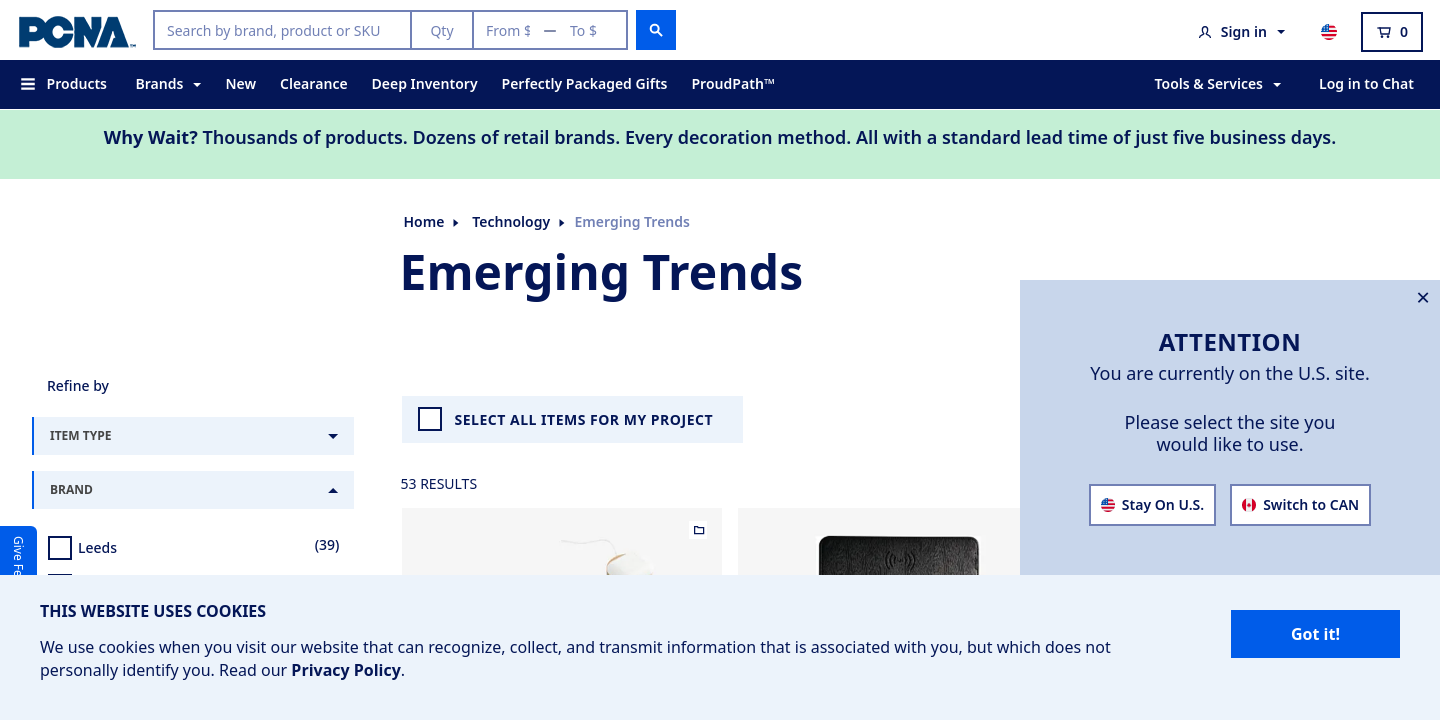 PCNA™
Search by brand, product or SKU
Qty
From $ — To $
Sign in
0
Products
Brands
New
Clearance
Deep Inventory
Perfectly Packaged Gifts
ProudPath™
Tools & Services
Log in to Chat
Why Wait? Thousands of products. Dozens of retail brands. Every decoration method. All with a standard lead time of just five business days.
Home
Technology
Emerging Trends
Emerging Trends
ATTENTION
You are currently on the U.S. site.
Please select the site you
would like to use.
Stay On U.S.
Switch to CAN
Refine by
ITEM TYPE
BRAND
Leeds (39)
Give Fe
SELECT ALL ITEMS FOR MY PROJECT
53 RESULTS
THIS WEBSITE USES COOKIES
We use cookies when you visit our website that can recognize, collect, and transmit information that is associated with you, but which does not
personally identify you. Read our Privacy Policy.
Got it!